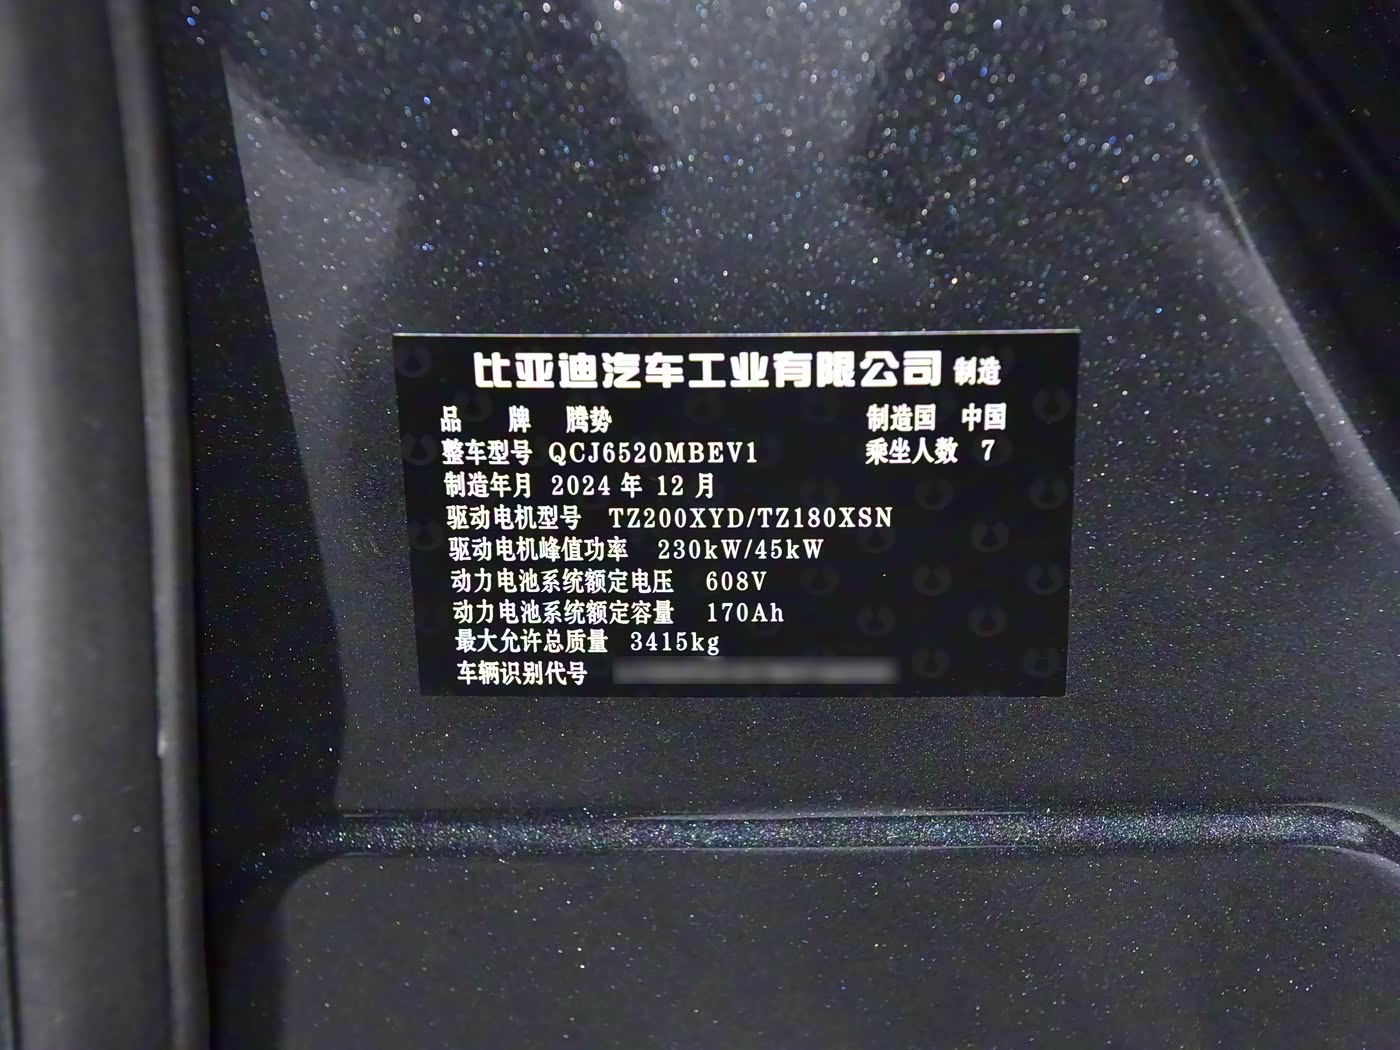 比亚迪汽车工业有限公司 制造
品 牌 腾势 制造国 中国
整车型号 QCJ6520MBEV1 乘坐人数 7
制造年月 2024 年 12 月
驱动电机型号 TZ200XYD/TZ180XSN
驱动电机峰值功率 230kW/45kW
动力电池系统额定电压 608V
动力电池系统额定容量 170Ah
最大允许总质量 3415kg
车辆识别代号